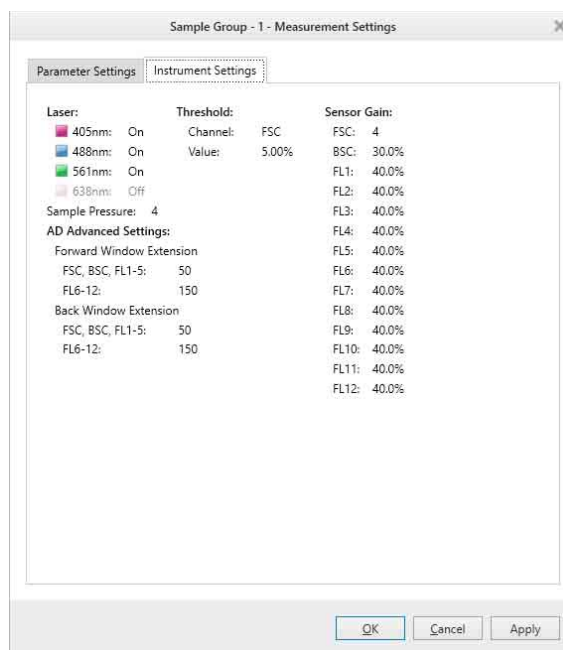 Sample Group - 1 - Measurement Settings
Parameter Settings
Instrument Settings
Laser:
405nm: On
488nm: On
561nm: On
638nm: Off
Sample Pressure: 4
AD Advanced Settings:
Forward Window Extension
FSC, BSC, FL1-5: 50
FL6-12: 150
Back Window Extension
FSC, BSC, FL1-5: 50
FL6-12: 150
Threshold:
Channel: FSC
Value: 5.00%
Sensor Gain:
FSC: 4
BSC: 30.0%
FL1: 40.0%
FL2: 40.0%
FL3: 40.0%
FL4: 40.0%
FL5: 40.0%
FL6: 40.0%
FL7: 40.0%
FL8: 40.0%
FL9: 40.0%
FL10: 40.0%
FL11: 40.0%
FL12: 40.0%
OK
Cancel
Apply